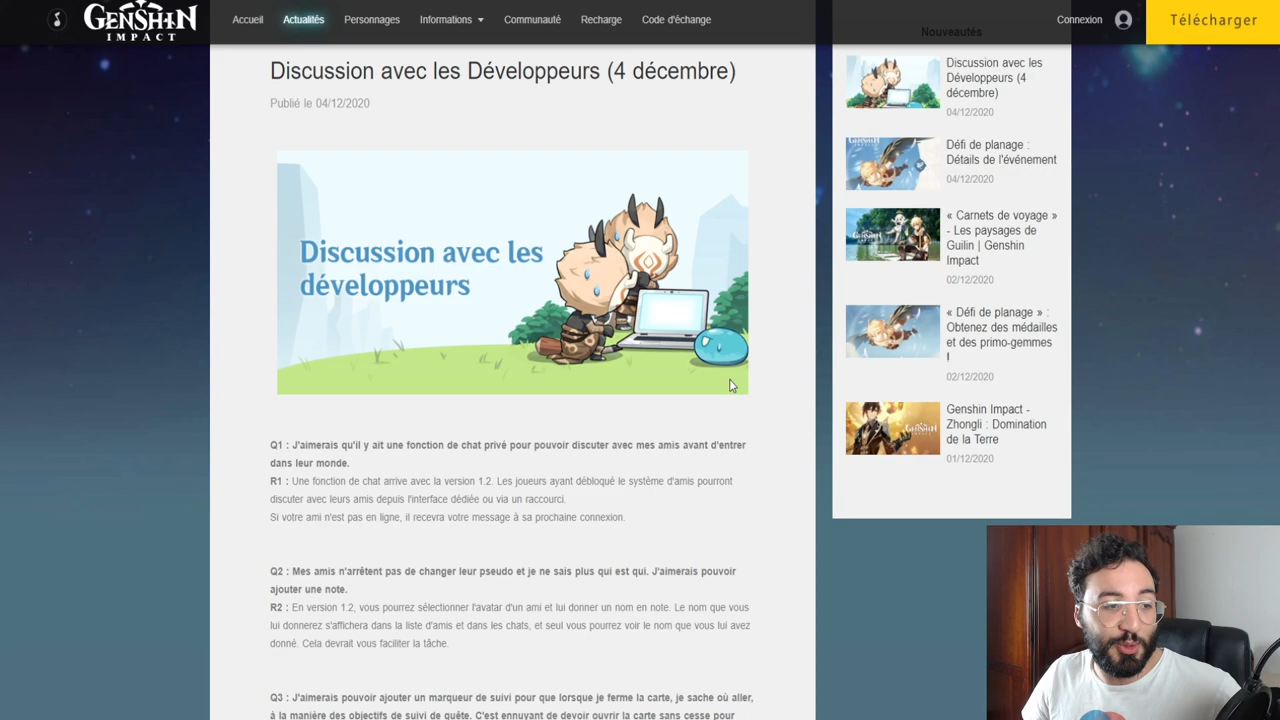 GENSHIN
IMPACT
Accueil
Actualités
Personnages
Informations
Communauté
Recharge
Code d'échange
Connexion
Télécharger
Discussion avec les Développeurs (4 décembre)
Publié le 04/12/2020
Discussion avec les
développeurs
Q1 : J'aimerais qu'il y ait une fonction de chat privé pour pouvoir discuter avec mes amis avant d'entrer
dans leur monde.
R1 : Une fonction de chat arrive avec la version 1.2. Les joueurs ayant débloqué le système d'amis pourront
discuter avec leurs amis depuis l'interface dédiée ou via un raccourci.
Si votre ami n'est pas en ligne, il recevra votre message à sa prochaine connexion.
Q2 : Mes amis n'arrêtent pas de changer leur pseudo et je ne sais plus qui est qui. J'aimerais pouvoir
ajouter une note.
R2 : En version 1.2, vous pourrez sélectionner l'avatar d'un ami et lui donner un nom en note. Le nom que vous
lui donnerez s'affichera dans la liste d'amis et dans les chats, et seul vous pourrez voir le nom que vous lui avez
donné. Cela devrait vous faciliter la tâche.
Q3 : J'aimerais pouvoir ajouter un marqueur de suivi pour que lorsque je ferme la carte, je sache où aller,
à la manière des objectifs de suivi de quête. C'est ennuyant de devoir ouvrir la carte sans cesse pour
Nouveautés
Discussion avec les
Développeurs (4
décembre)
04/12/2020
Défi de planage :
Détails de l'événement
04/12/2020
« Carnets de voyage »
- Les paysages de
Guilin | Genshin
Impact
02/12/2020
« Défi de planage » :
Obtenez des médailles
et des primo-gemmes
!
02/12/2020
GENSHIN
Genshin Impact -
Zhongli : Domination
de la Terre
01/12/2020